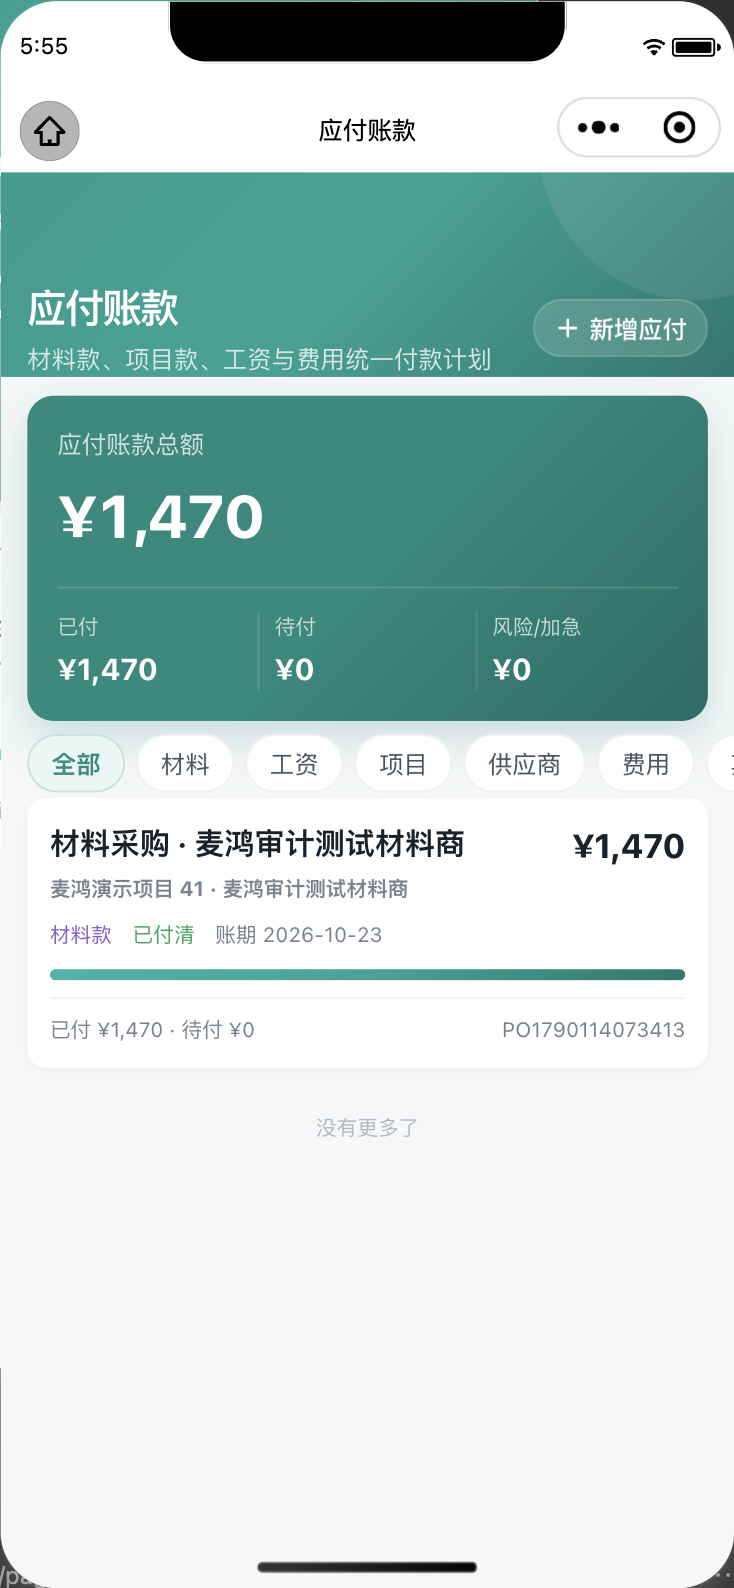 5:55
应付账款
应付账款
材料款、项目款、工资与费用统一付款计划
+ 新增应付
应付账款总额
¥1,470
已付 待付 风险/加急
¥1,470 ¥0 ¥0
全部 材料 工资 项目 供应商 费用
材料采购 · 麦鸿审计测试材料商 ¥1,470
麦鸿演示项目 41 · 麦鸿审计测试材料商
材料款 已付清 账期 2026-10-23
已付 ¥1,470 · 待付 ¥0 PO1790114073413
没有更多了